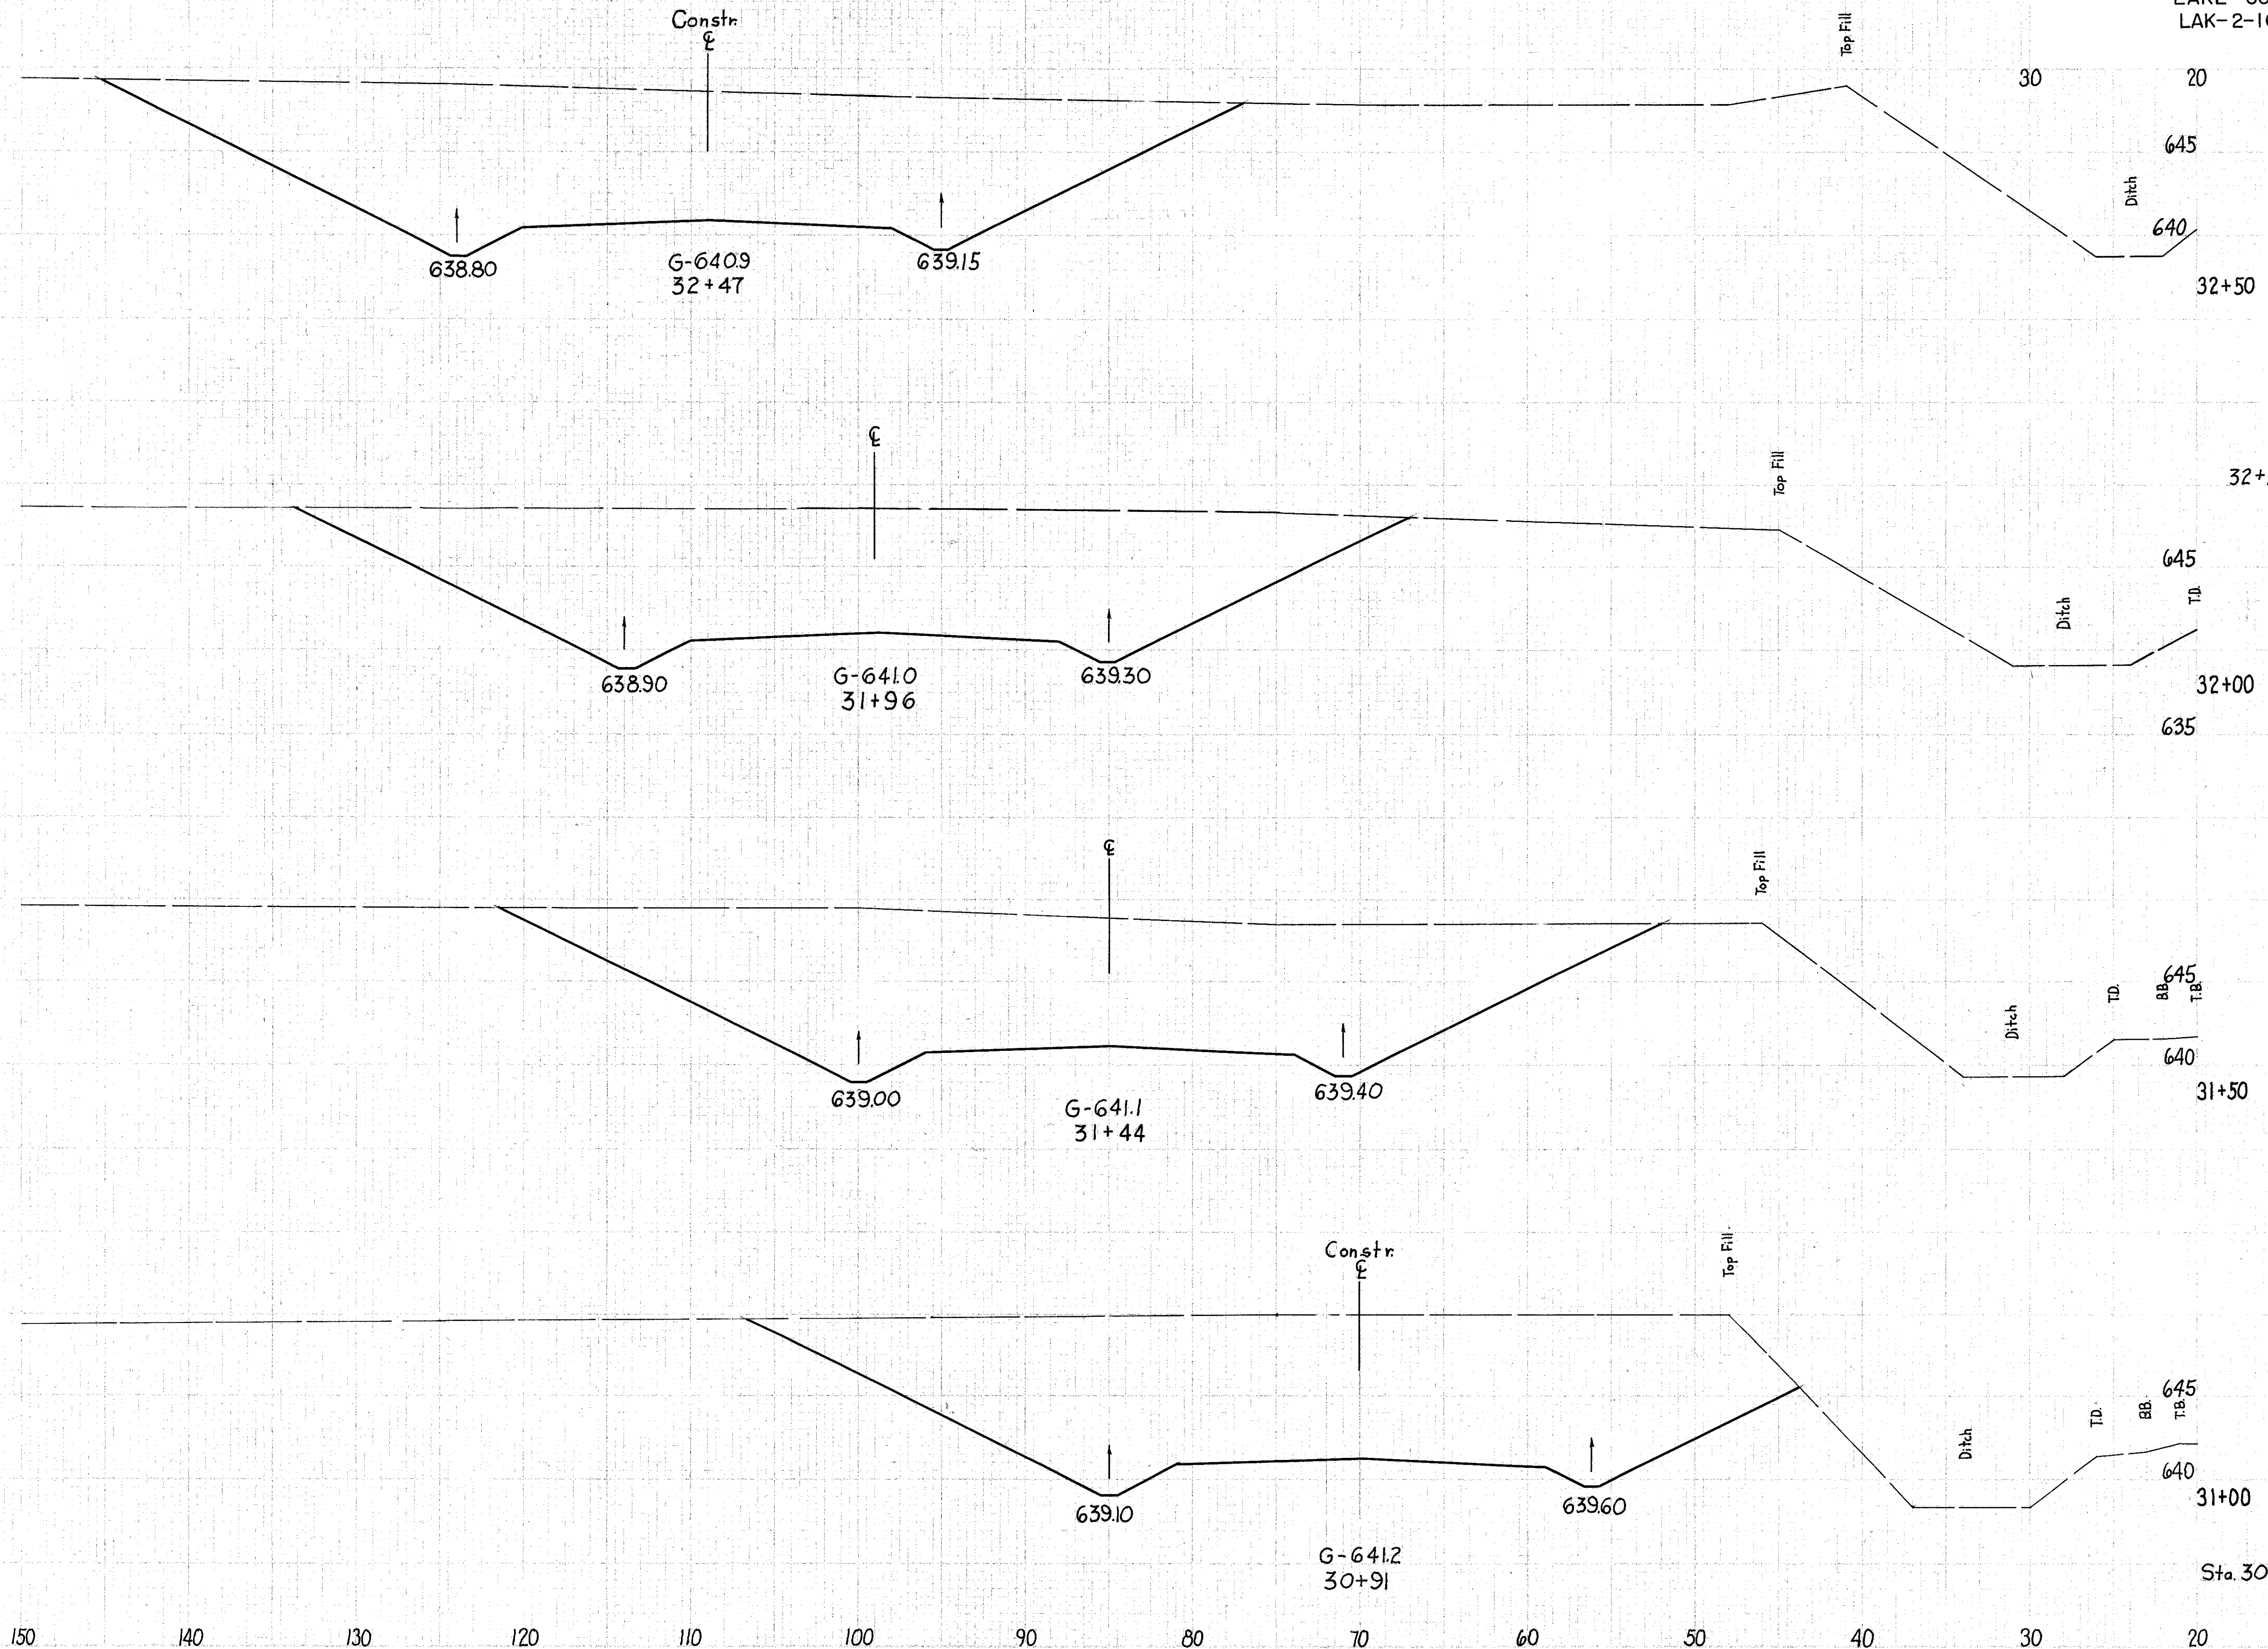 LAK-2-1
Constr.
℄
Top Fill
30 20
645
Ditch
640
638.80
G-640.9
32+47
639.15
32+50
℄
Top Fill
32+
645
T.D.
Ditch
638.90
G-641.0
31+96
639.30
32+00
635
℄
Top Fill
645
T.D.
B.B.
T.B.
Ditch
640
639.00
G-641.1
31+44
639.40
31+50
Constr.
℄
Top Fill
645
T.D.
B.B.
T.B.
Ditch
640
639.10
639.60
31+00
G-641.2
30+91
Sta. 30
150 140 130 120 110 100 90 80 70 60 50 40 30 20